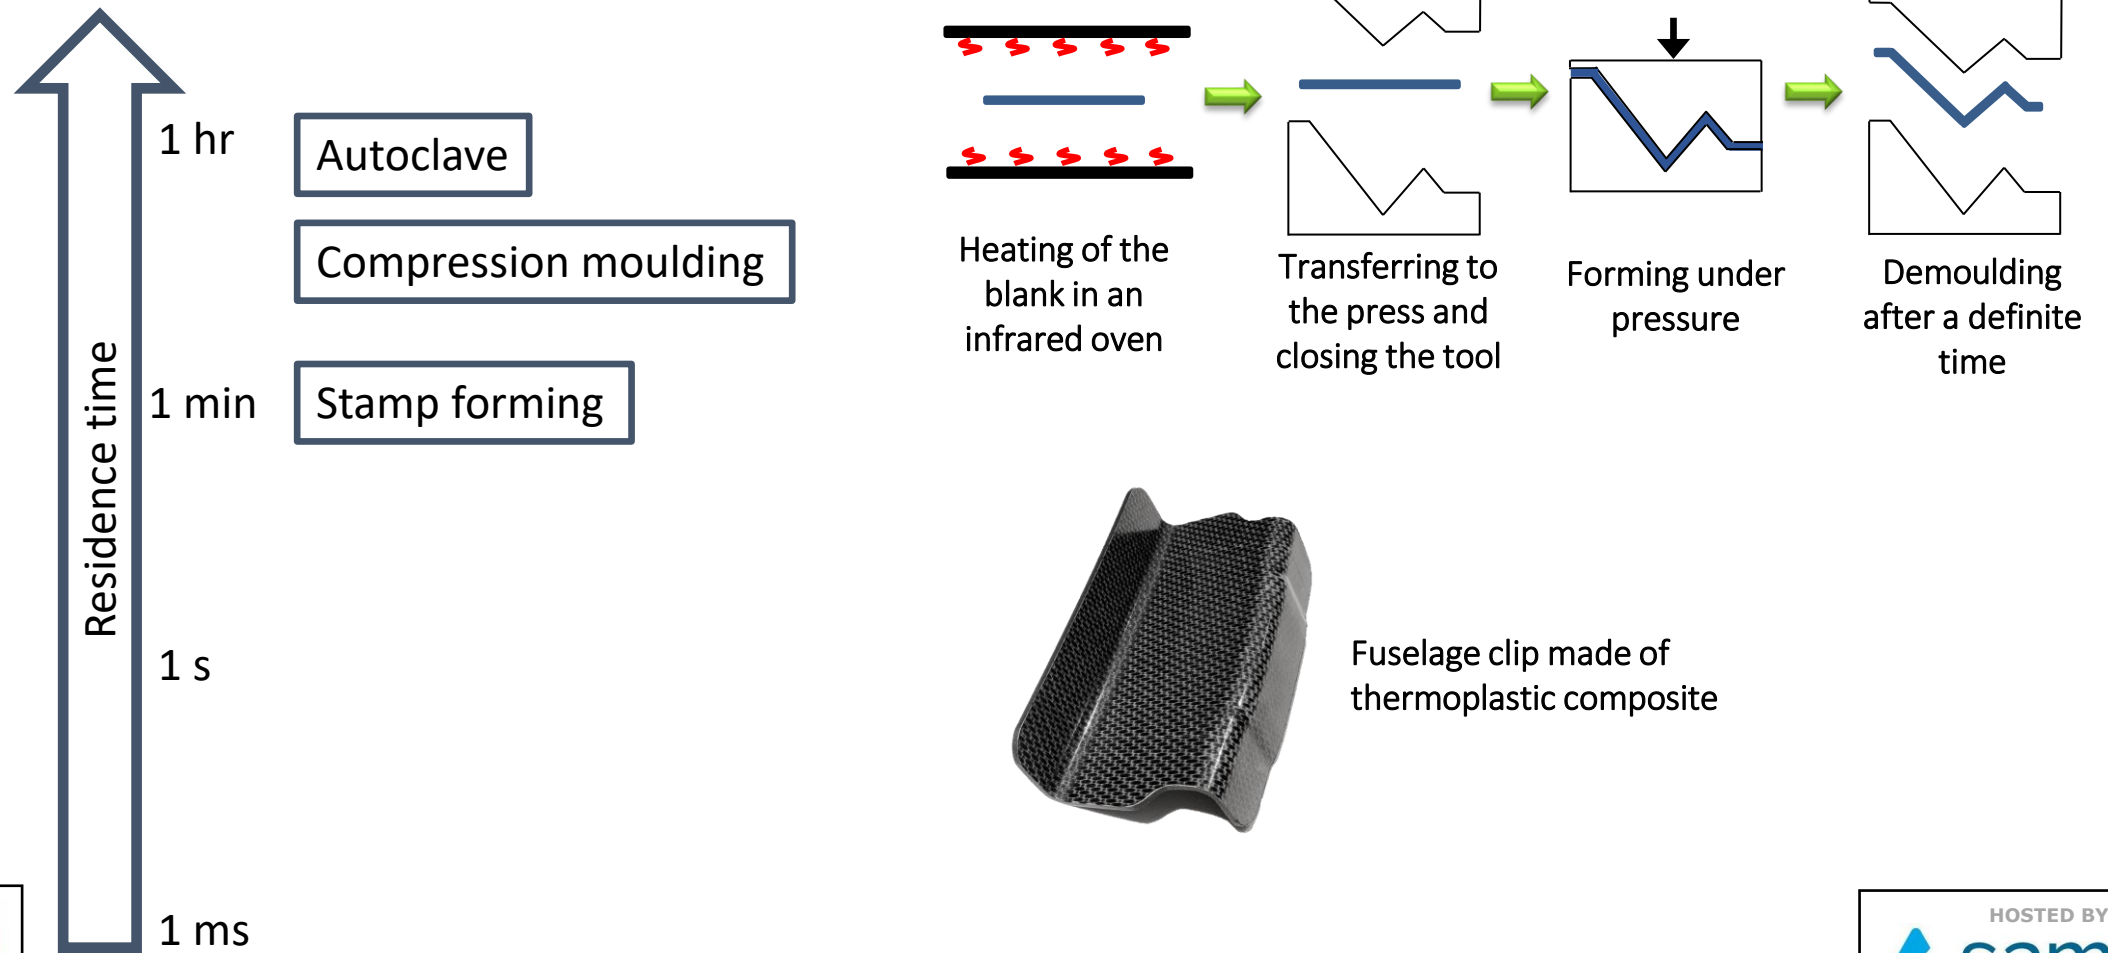 1 hr
Autoclave
Compression moulding
1 min
Stamp forming
Residence time
1 s
1 ms
Heating of the
blank in an
infrared oven
Transferring to
the press and
closing the tool
Forming under
pressure
Demoulding
after a definite
time
Fuselage clip made of
thermoplastic composite
HOSTED BY